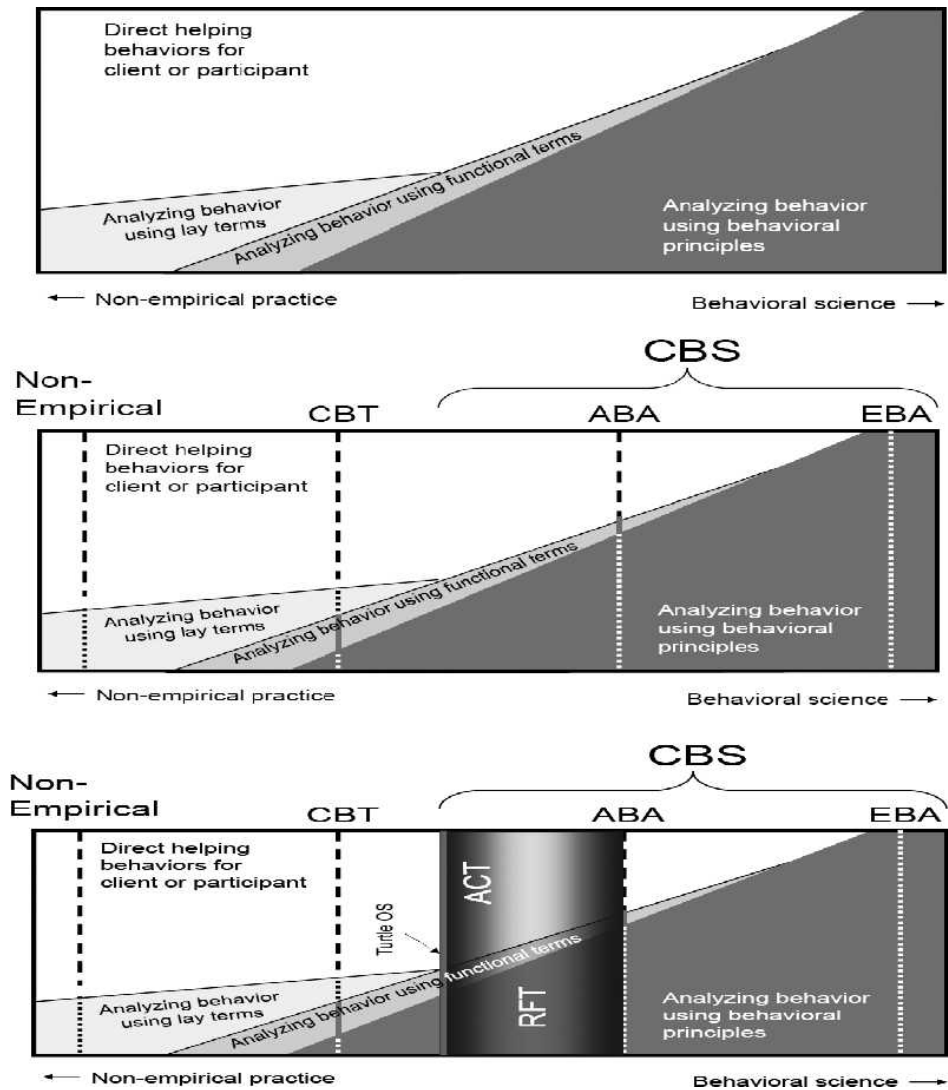 Direct helping
behaviors for
client or participant
Analyzing behavior
using lay terms
Analyzing behavior using functional terms
Analyzing behavior
using behavioral
principles
← Non-empirical practice
Behavioral science →
CBS
Non-
Empirical
CBT
ABA
EBA
Direct helping
behaviors for
client or participant
Analyzing behavior
using lay terms
Analyzing behavior using functional terms
Analyzing behavior
using behavioral
principles
← Non-empirical practice
Behavioral science →
CBS
Non-
Empirical
CBT
ABA
EBA
Direct helping
behaviors for
client or participant
Turtle OS
ACT
RFT
Analyzing behavior
using lay terms
Analyzing behavior using functional terms
Analyzing behavior
using behavioral
principles
← Non-empirical practice
Behavioral science →